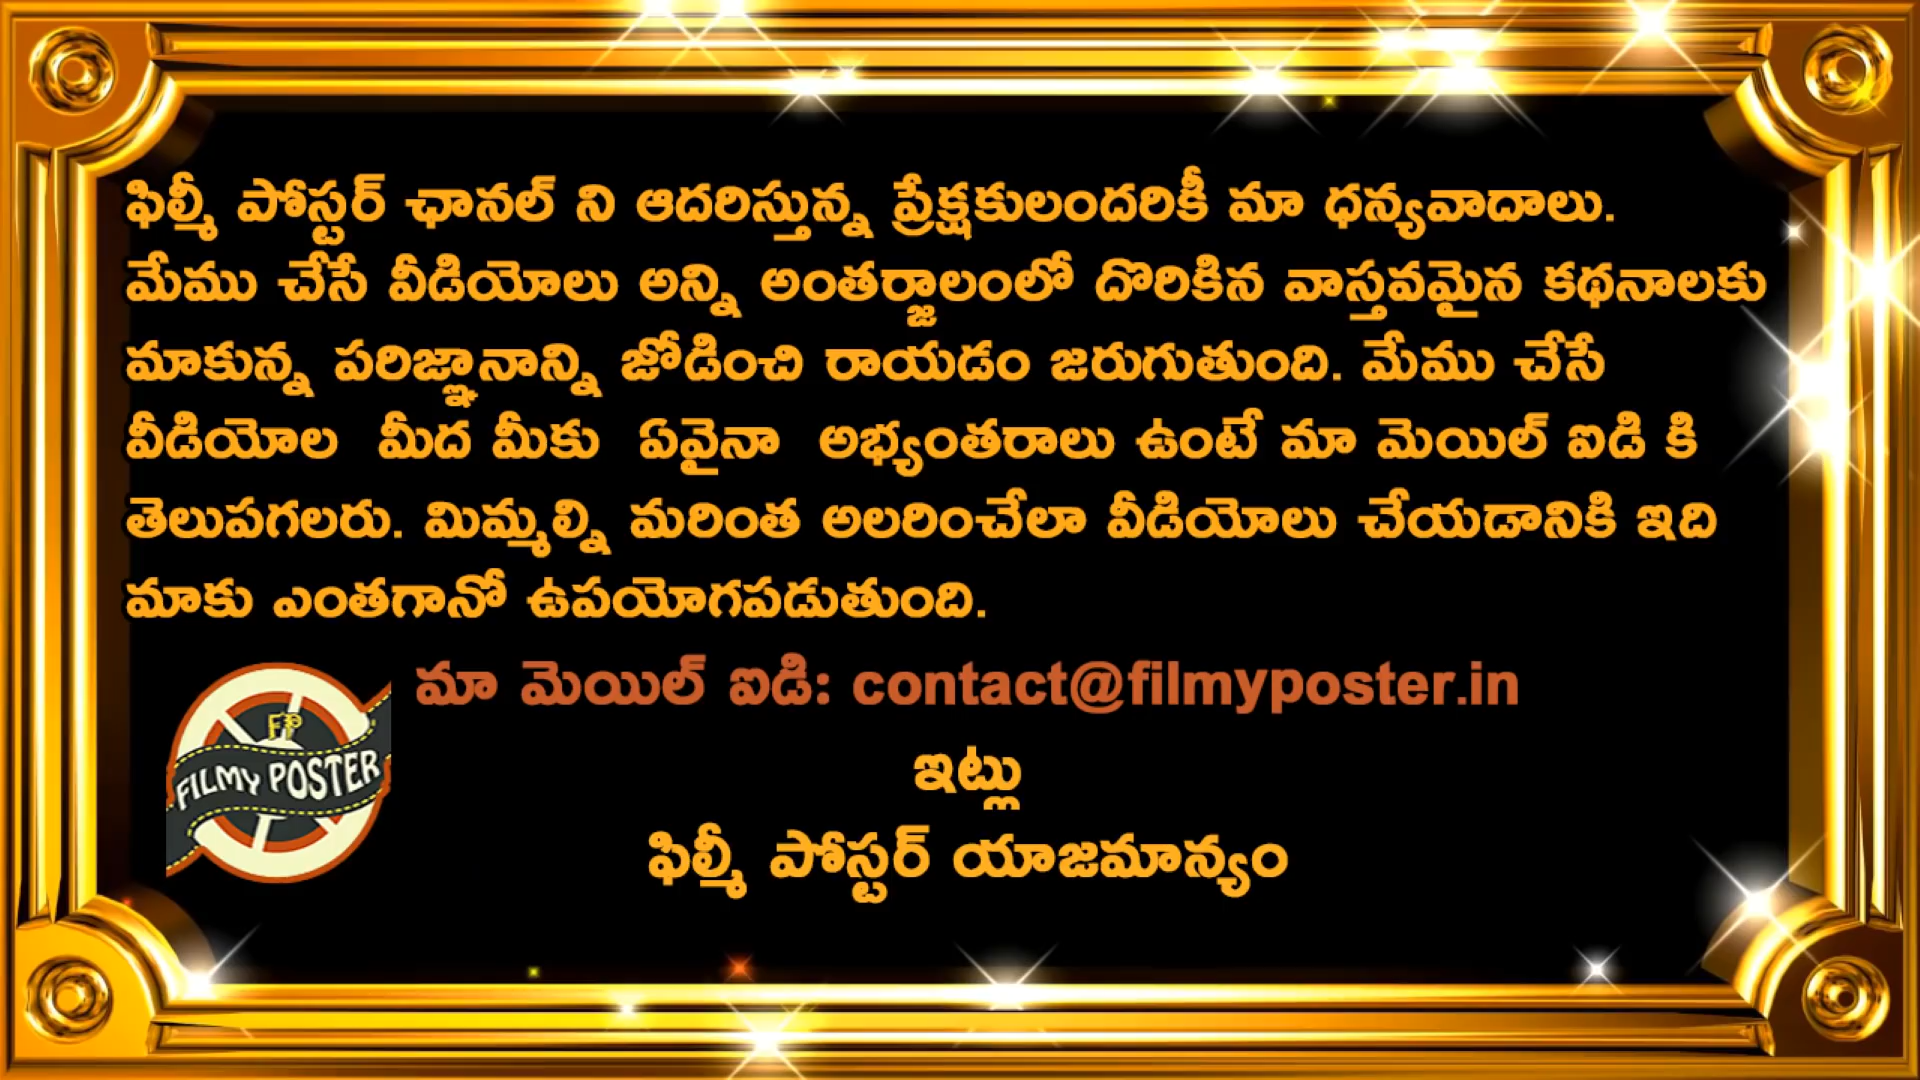 ఫిల్మీ పోస్టర్ ఛానల్ ని ఆదరిస్తున్న ప్రేక్షకులందరికీ మా ధన్యవాదాలు.
మేము చేసే వీడియోలు అన్ని అంతర్జాలంలో దొరికిన వాస్తవమైన కథనాలకు
మాకున్న పరిజ్ఞానాన్ని జోడించి రాయడం జరుగుతుంది. మేము చేసే
వీడియోల మీద మీకు ఏవైనా అభ్యంతరాలు ఉంటే మా మెయిల్ ఐడి కి
తెలుపగలరు. మిమ్మల్ని మరింత అలరించేలా వీడియోలు చేయడానికి ఇది
మాకు ఎంతగానో ఉపయోగపడుతుంది.
మా మెయిల్ ఐడి: contact@filmyposter.in
FP
FILMY POSTER
ఇట్లు
ఫిల్మీ పోస్టర్ యాజమాన్యం